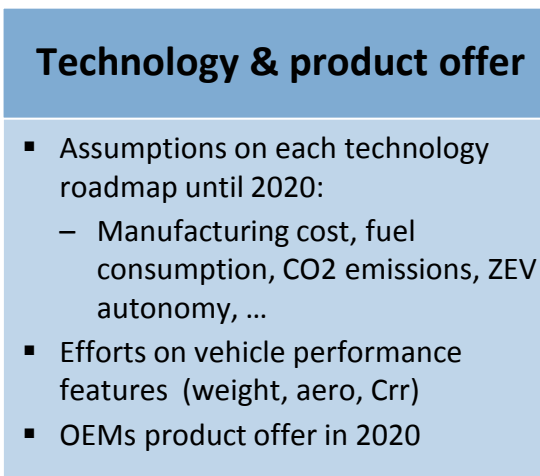 Technology & product offer
▪ Assumptions on each technology
roadmap until 2020:
– Manufacturing cost, fuel
consumption, CO2 emissions, ZEV
autonomy, …
▪ Efforts on vehicle performance
features (weight, aero, Crr)
▪ OEMs product offer in 2020